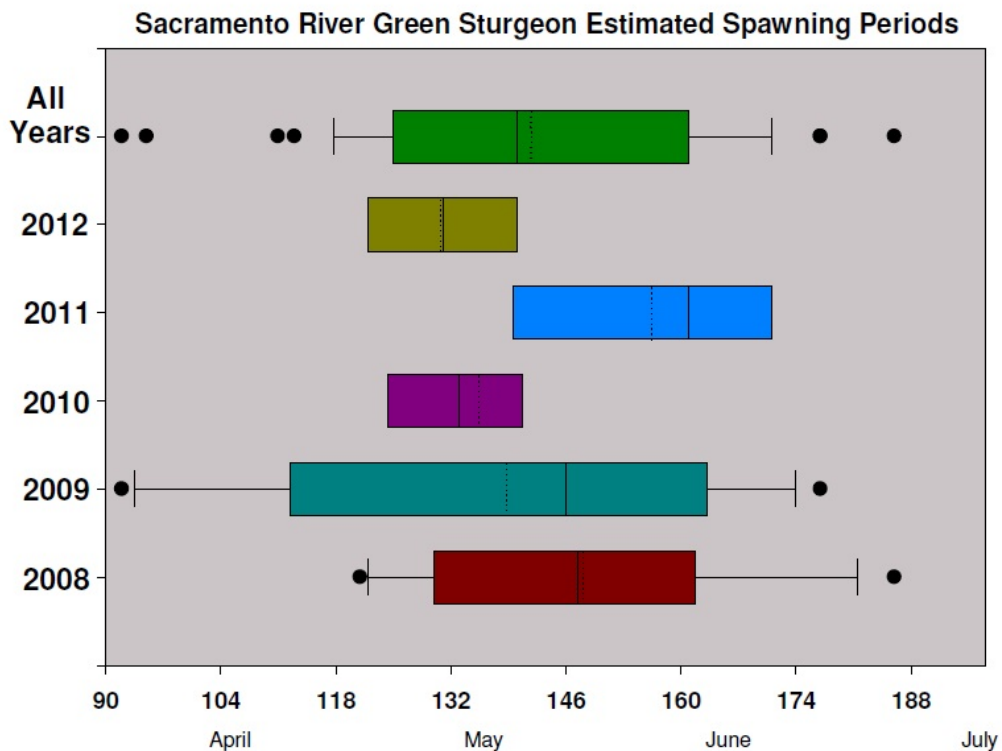 Sacramento River Green Sturgeon Estimated Spawning Periods
All
Years
2012
2011
2010
2009
2008
90 104 118 132 146 160 174 188
April May June July